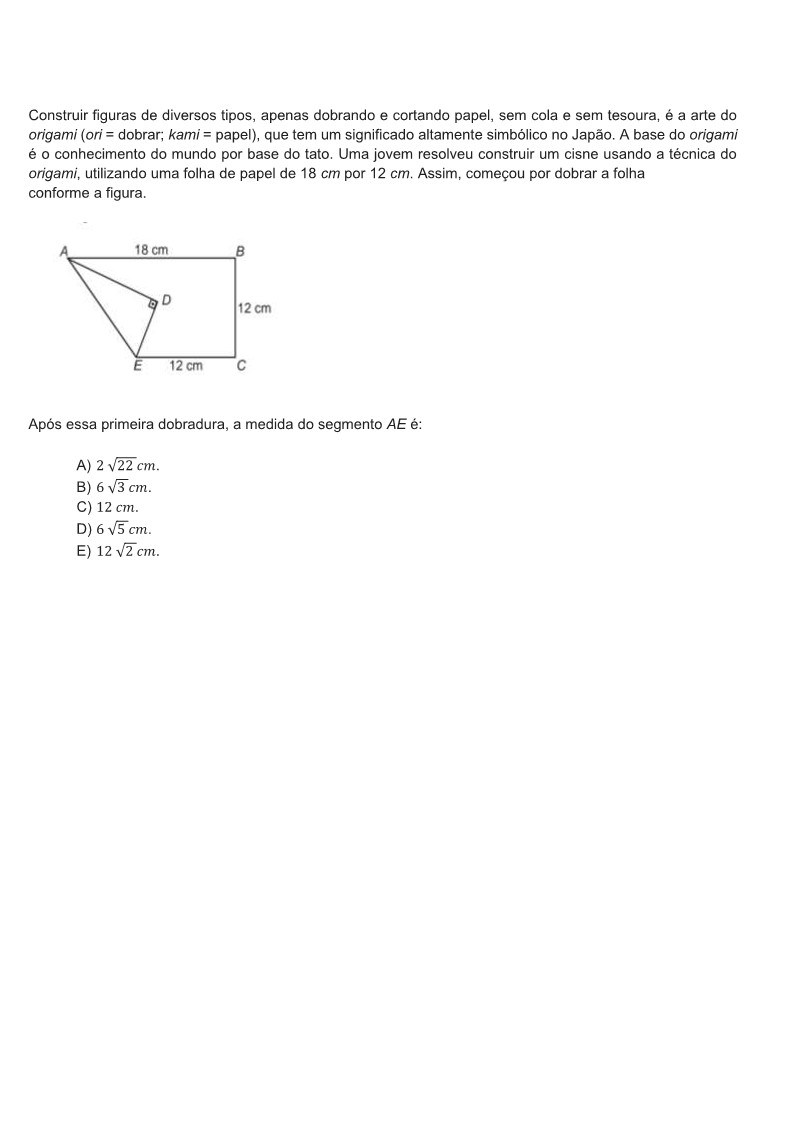 Construir figuras de diversos tipos, apenas dobrando e cortando papel, sem cola e sem tesoura, é a arte do
origami (ori = dobrar; kami = papel), que tem um significado altamente simbólico no Japão. A base do origami
é o conhecimento do mundo por base do tato. Uma jovem resolveu construir um cisne usando a técnica do
origami, utilizando uma folha de papel de 18 cm por 12 cm. Assim, começou por dobrar a folha
conforme a figura.
A 18 cm B
D
12 cm
E 12 cm C
Após essa primeira dobradura, a medida do segmento AE é:
A) 2 √22 cm.
B) 6 √3 cm.
C) 12 cm.
D) 6 √5 cm.
E) 12 √2 cm.